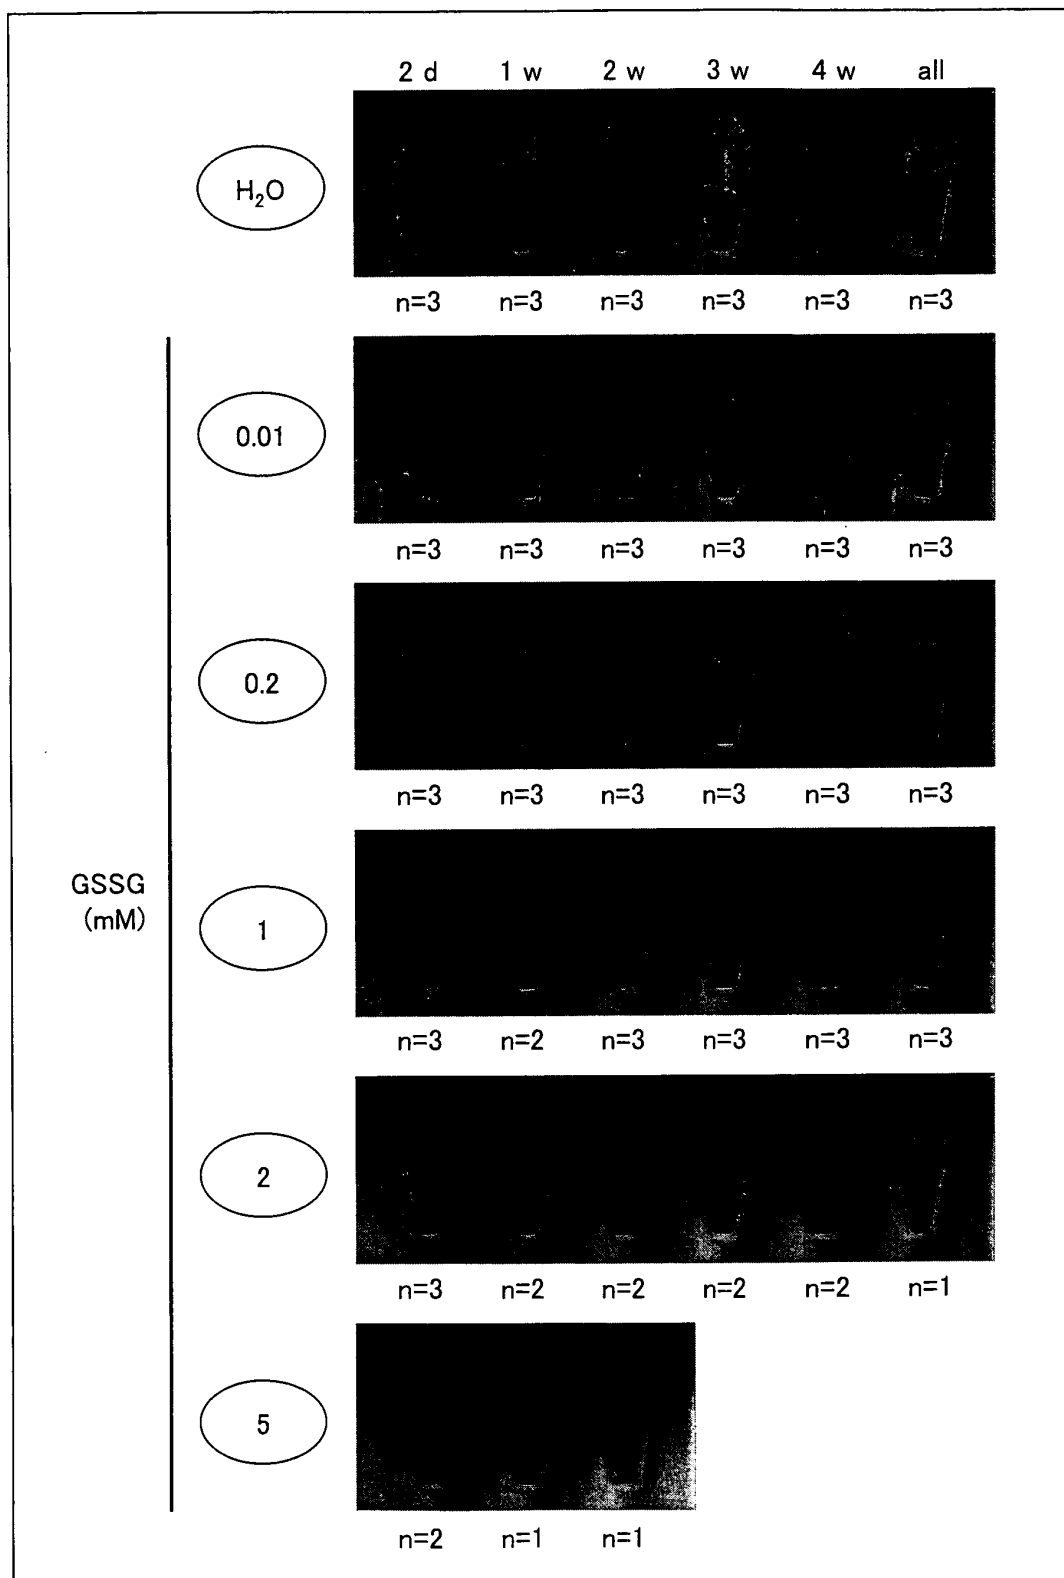 2 d 1 w 2 w 3 w 4 w all
H₂O
n=3 n=3 n=3 n=3 n=3 n=3
0.01
n=3 n=3 n=3 n=3 n=3 n=3
0.2
n=3 n=3 n=3 n=3 n=3 n=3
GSSG
(mM)
1
n=3 n=2 n=3 n=3 n=3 n=3
2
n=3 n=2 n=2 n=2 n=2 n=1
5
n=2 n=1 n=1